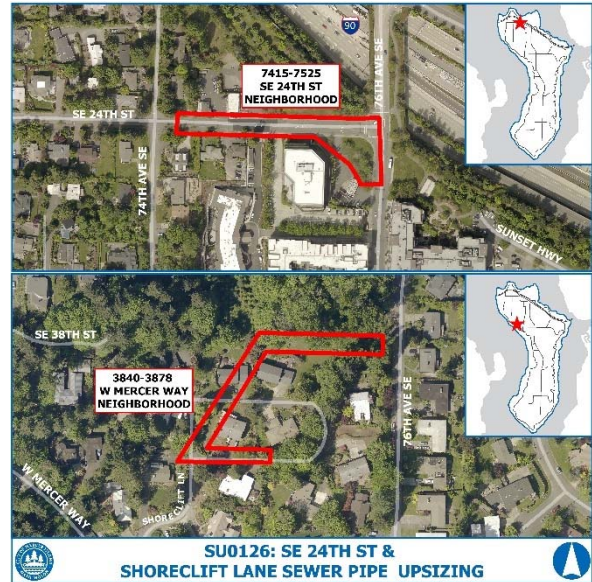 90
7415-7525
SE 24TH ST
NEIGHBORHOOD
SE 24TH ST
74TH AVE SE
76TH AVE SE
SUNSET HWY
SE 38TH ST
3840-3878
W MERCER WAY
NEIGHBORHOOD
W MERCER WAY
SHORECLIFT LN
76TH AVE SE
SU0126: SE 24TH ST &
SHORECLIFT LANE SEWER PIPE UPSIZING